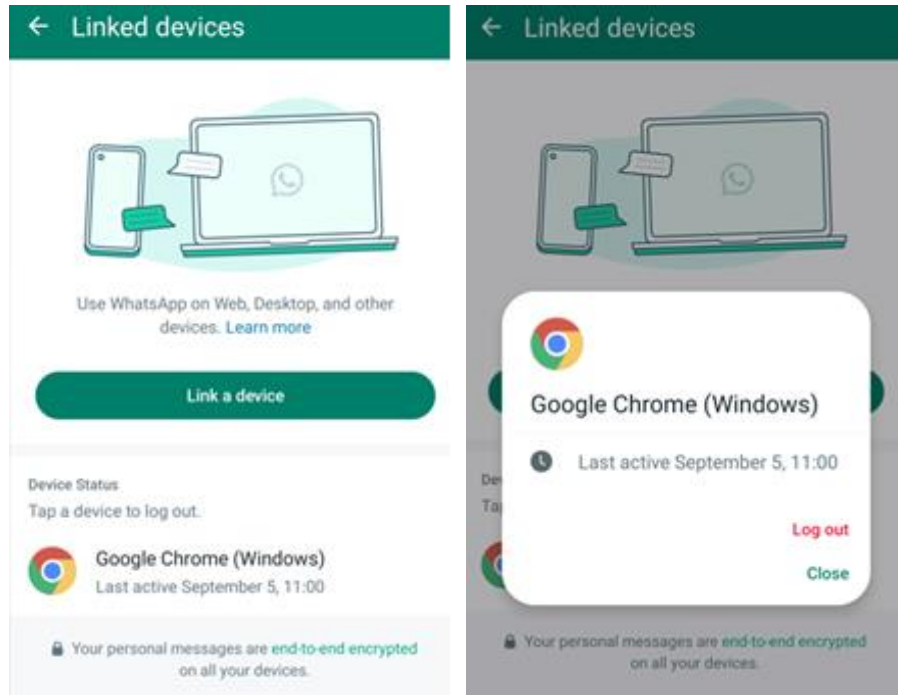 Linked devices
Use WhatsApp on Web, Desktop, and other
devices. Learn more
Link a device
Device Status
Tap a device to log out.
Google Chrome (Windows)
Last active September 5, 11:00
Your personal messages are end-to-end encrypted
on all your devices.
Linked devices
Google Chrome (Windows)
Last active September 5, 11:00
De
Ta
Log out
Close
Your personal messages are end-to-end encrypted
on all your devices.